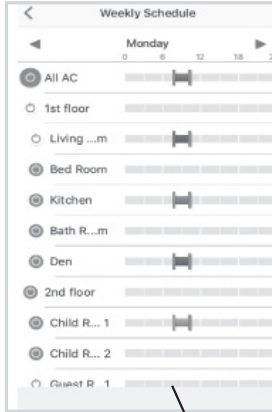 Weekly Schedule
Monday
0 6 12 18 2
All AC
1st floor
Living ...m
Bed Room
Kitchen
Bath R...m
Den
2nd floor
Child R... 1
Child R... 2
Guest R...1